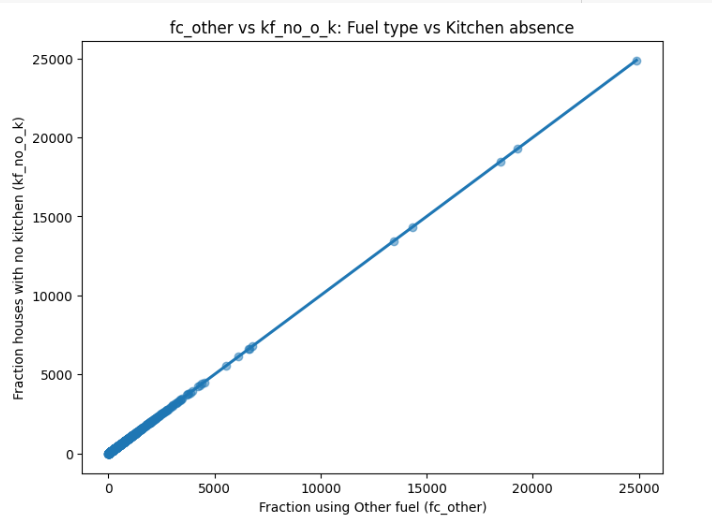 fc_other vs kf_no_o_k: Fuel type vs Kitchen absence
25000
20000
15000
10000
5000
0
Fraction houses with no kitchen (kf_no_o_k)
0 5000 10000 15000 20000 25000
Fraction using Other fuel (fc_other)